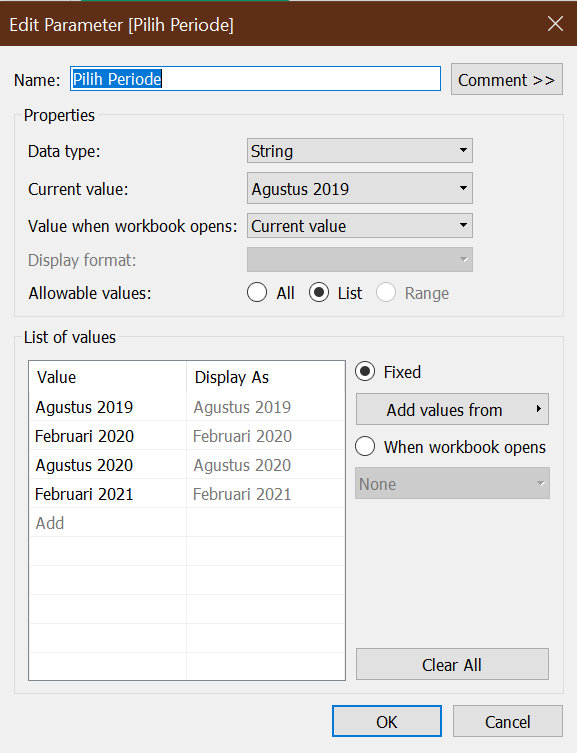 Edit Parameter [Pilih Periode]
Name: Pilih Periode Comment >>
Properties
Data type: String
Current value: Agustus 2019
Value when workbook opens: Current value
Display format:
Allowable values: All List Range
List of values
Value Display As
Agustus 2019 Agustus 2019
Februari 2020 Februari 2020
Agustus 2020 Agustus 2020
Februari 2021 Februari 2021
Add
Fixed
Add values from
When workbook opens
None
Clear All
OK Cancel